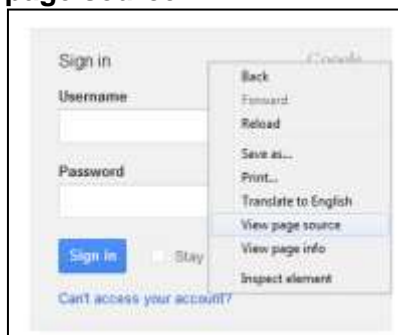 page source
Sign in
Google
Username
Password
Sign in
Stay
Can't access your account?
Back
Forward
Reload
Save as...
Print...
Translate to English
View page source
View page info
Inspect element